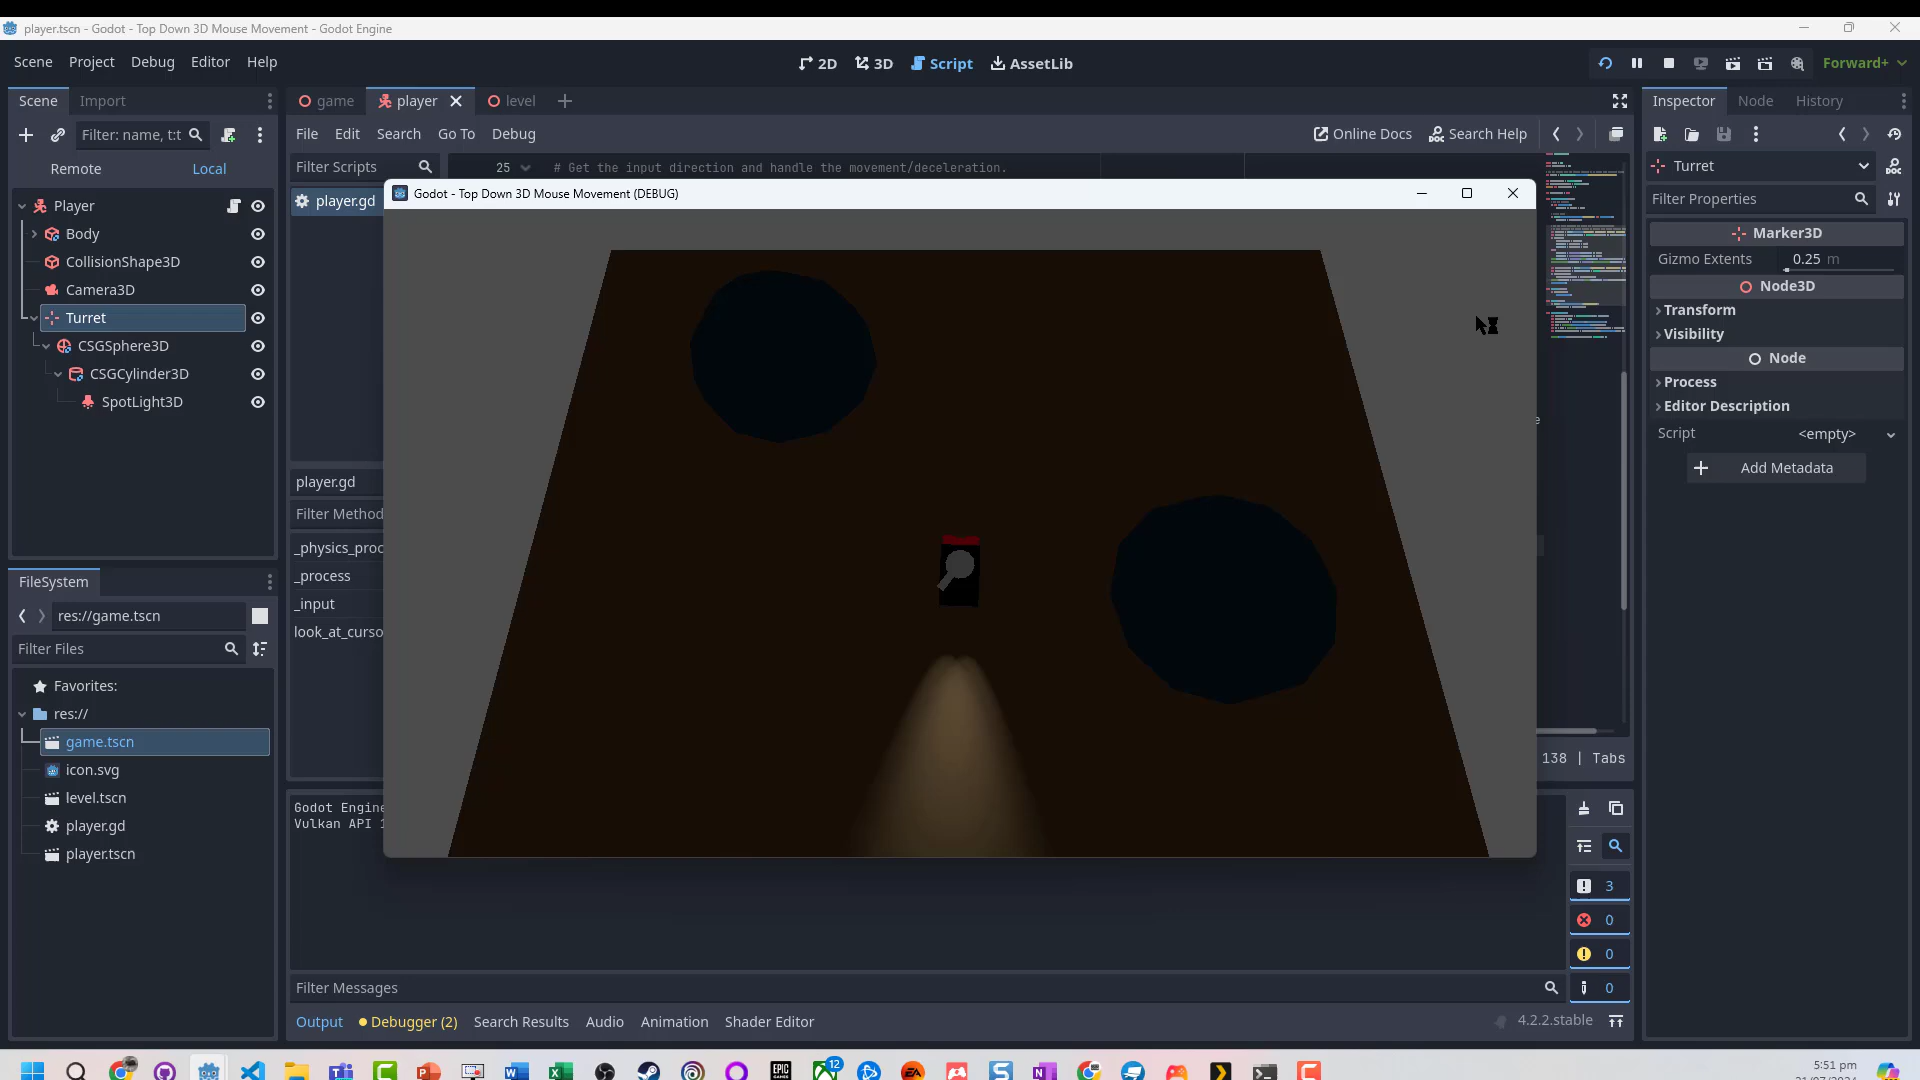 player.tscn - Godot - Top Down 3D Mouse Movement - Godot Engine
Scene Project Debug Editor Help
2D 3D Script AssetLib
Forward+
Scene Import
game player level
Inspector Node History
Filter: name, t:t
File Edit Search Go To Debug
Online Docs Search Help
Remote Local
Filter Scripts
25 # Get the input direction and handle the movement/deceleration.
Turret
player.gd
Godot - Top Down 3D Mouse Movement (DEBUG)
Filter Properties
Player
Body
CollisionShape3D
Camera3D
Turret
CSGSphere3D
CSGCylinder3D
SpotLight3D
Marker3D
Gizmo Extents 0.25 m
Node3D
Transform
Visibility
Node
Process
Editor Description
Script <empty>
Add Metadata
player.gd
Filter Method
_physics_proc
_process
_input
look_at_curso
FileSystem
res://game.tscn
Filter Files
Favorites:
res://
game.tscn
icon.svg
level.tscn
player.gd
player.tscn
138 | Tabs
Godot Engine
Vulkan API 1
3
0
0
0
Filter Messages
Output Debugger (2) Search Results Audio Animation Shader Editor
4.2.2.stable
12
EPIC GAMES
EA
5:51 pm